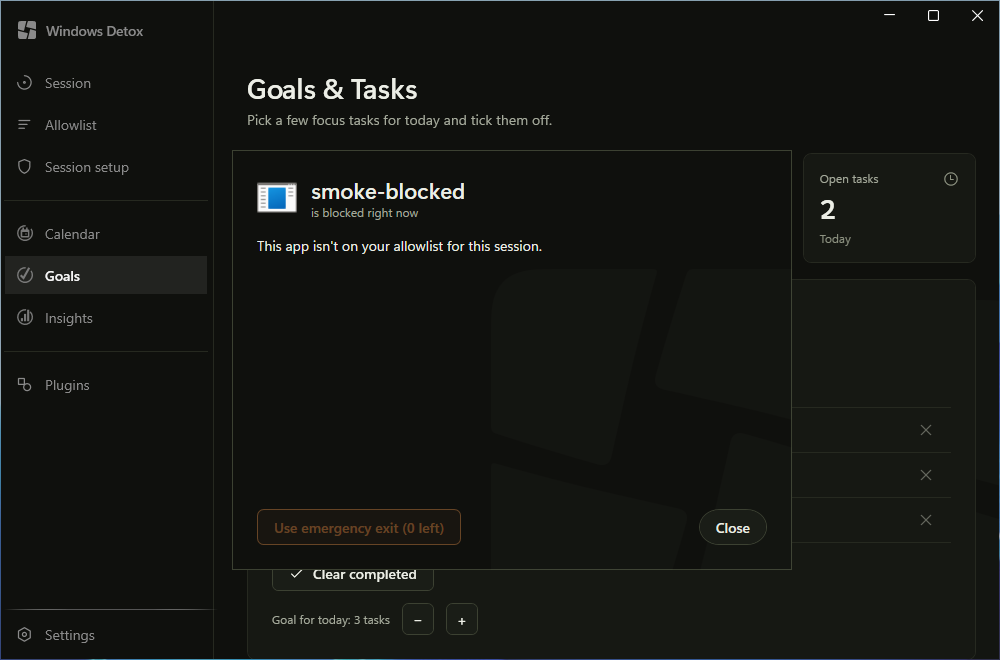 Windows Detox
Session
Allowlist
Session setup
Calendar
Goals
Insights
Plugins
Settings
Goals & Tasks
Pick a few focus tasks for today and tick them off.
smoke-blocked
is blocked right now
This app isn't on your allowlist for this session.
Use emergency exit (0 left)
Close
Open tasks
2
Today
Clear completed
Goal for today: 3 tasks
−
+